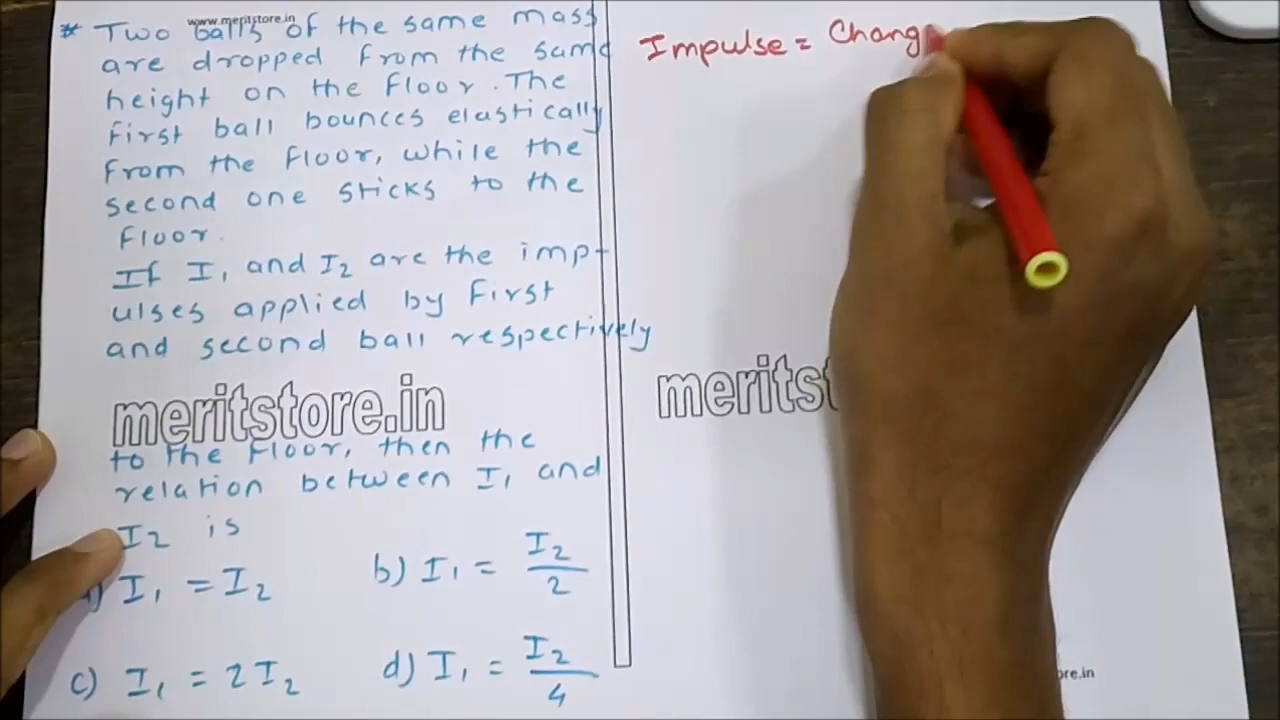 www.meritstore.in
* Two balls of the same mass
are dropped from the same
height on the floor. The
first ball bounces elastically
from the floor, while the
second one sticks to the
floor.
If I₁ and I₂ are the imp-
ulses applied by first
and second ball respectively
meritstore.in
to the floor, then the
relation between I₁ and
I₂ is
a) I₁ = I₂ b) I₁ = I₂/2
c) I₁ = 2I₂ d) I₁ = I₂/4
Impulse = Chang